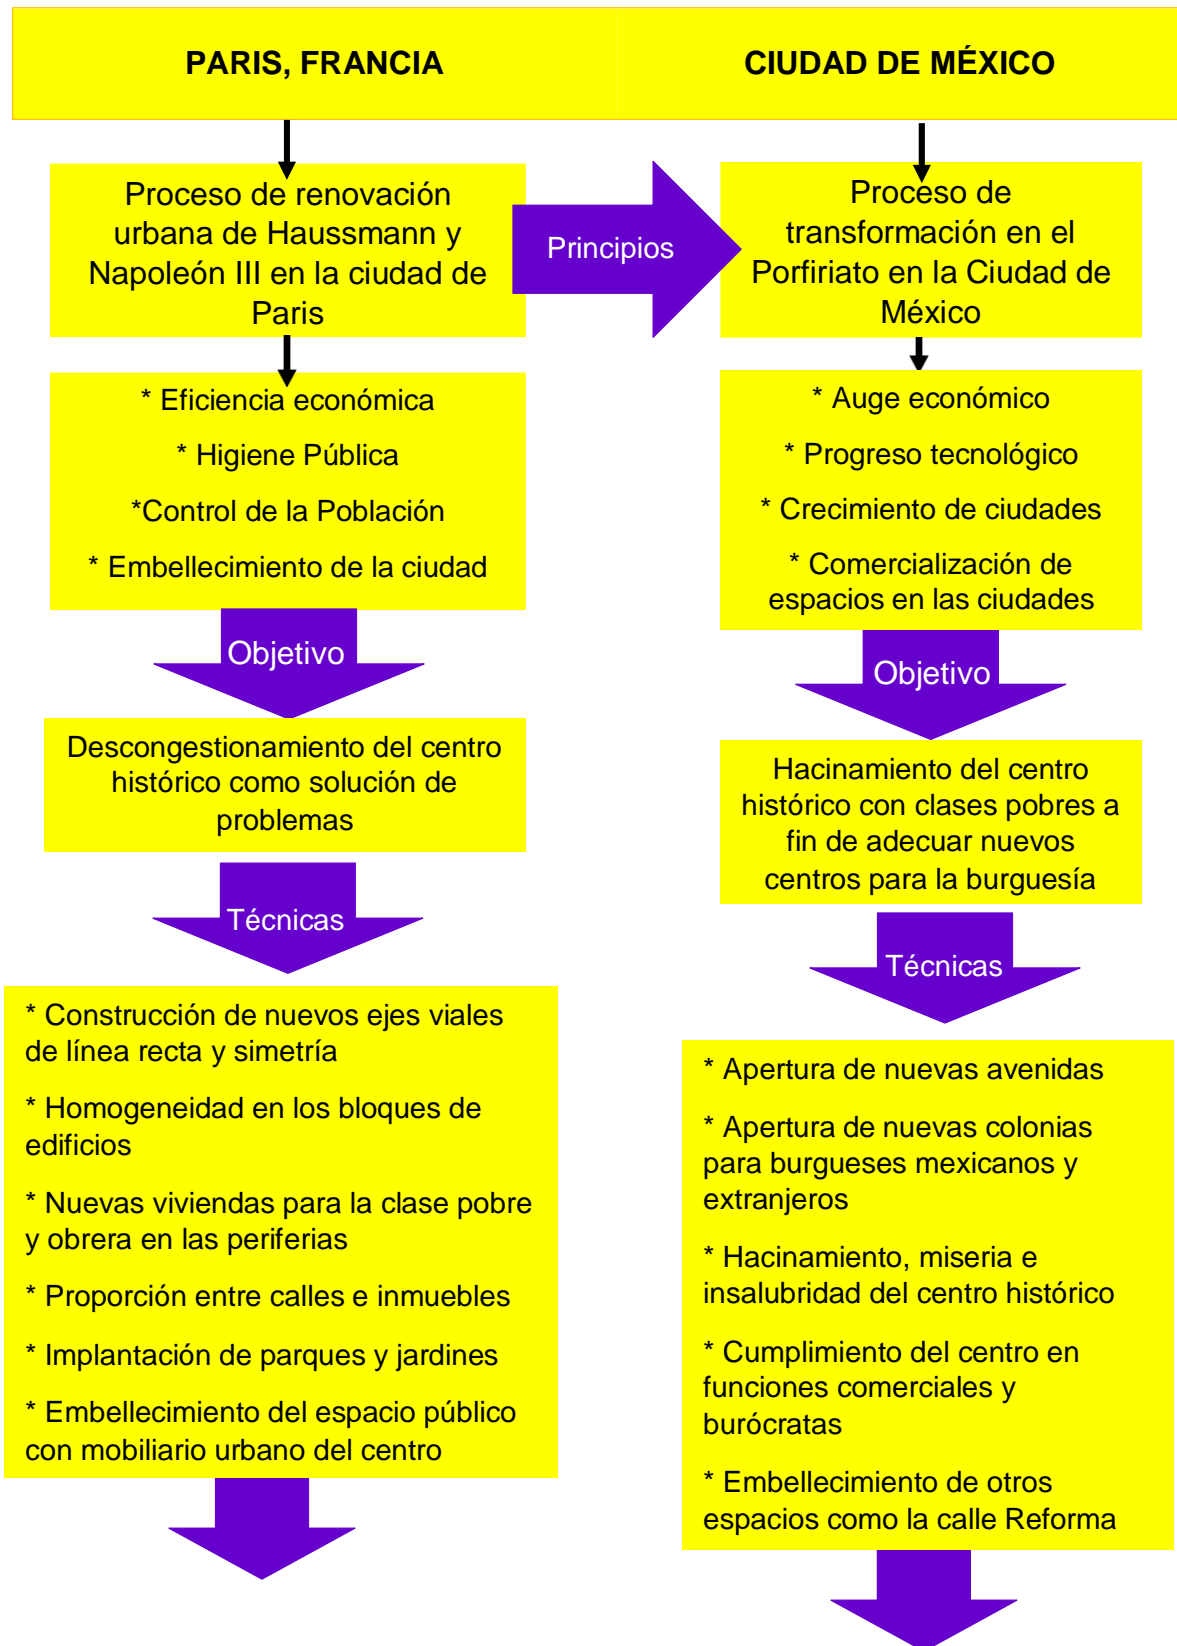 PARIS, FRANCIA
CIUDAD DE MÉXICO
Proceso de renovación
urbana de Haussmann y
Napoleón III en la ciudad de
Paris
Principios
Proceso de
transformación en el
Porfiriato en la Ciudad de
México
* Eficiencia económica
* Higiene Pública
*Control de la Población
* Embellecimiento de la ciudad
* Auge económico
* Progreso tecnológico
* Crecimiento de ciudades
* Comercialización de
espacios en las ciudades
Objetivo
Objetivo
Descongestionamiento del centro
histórico como solución de
problemas
Hacinamiento del centro
histórico con clases pobres a
fin de adecuar nuevos
centros para la burguesía
Técnicas
Técnicas
* Construcción de nuevos ejes viales
de línea recta y simetría
* Homogeneidad en los bloques de
edificios
* Nuevas viviendas para la clase pobre
y obrera en las periferias
* Proporción entre calles e inmuebles
* Implantación de parques y jardines
* Embellecimiento del espacio público
con mobiliario urbano del centro
* Apertura de nuevas avenidas
* Apertura de nuevas colonias
para burgueses mexicanos y
extranjeros
* Hacinamiento, miseria e
insalubridad del centro histórico
* Cumplimiento del centro en
funciones comerciales y
burócratas
* Embellecimiento de otros
espacios como la calle Reforma